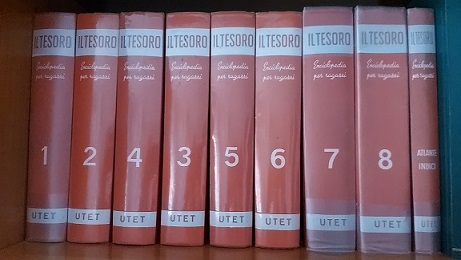 IL TESORO
Enciclopedia
per ragazzi
1
UTET
IL TESORO
Enciclopedia
per ragazzi
2
UTET
IL TESORO
Enciclopedia
per ragazzi
4
UTET
IL TESORO
Enciclopedia
per ragazzi
3
UTET
IL TESORO
Enciclopedia
per ragazzi
5
UTET
IL TESORO
Enciclopedia
per ragazzi
6
UTET
IL TESORO
Enciclopedia
per ragazzi
7
UTET
IL TESORO
Enciclopedia
per ragazzi
8
UTET
IL TESORO
Enciclopedia
per ragazzi
ATLANTE
INDICI
UTET